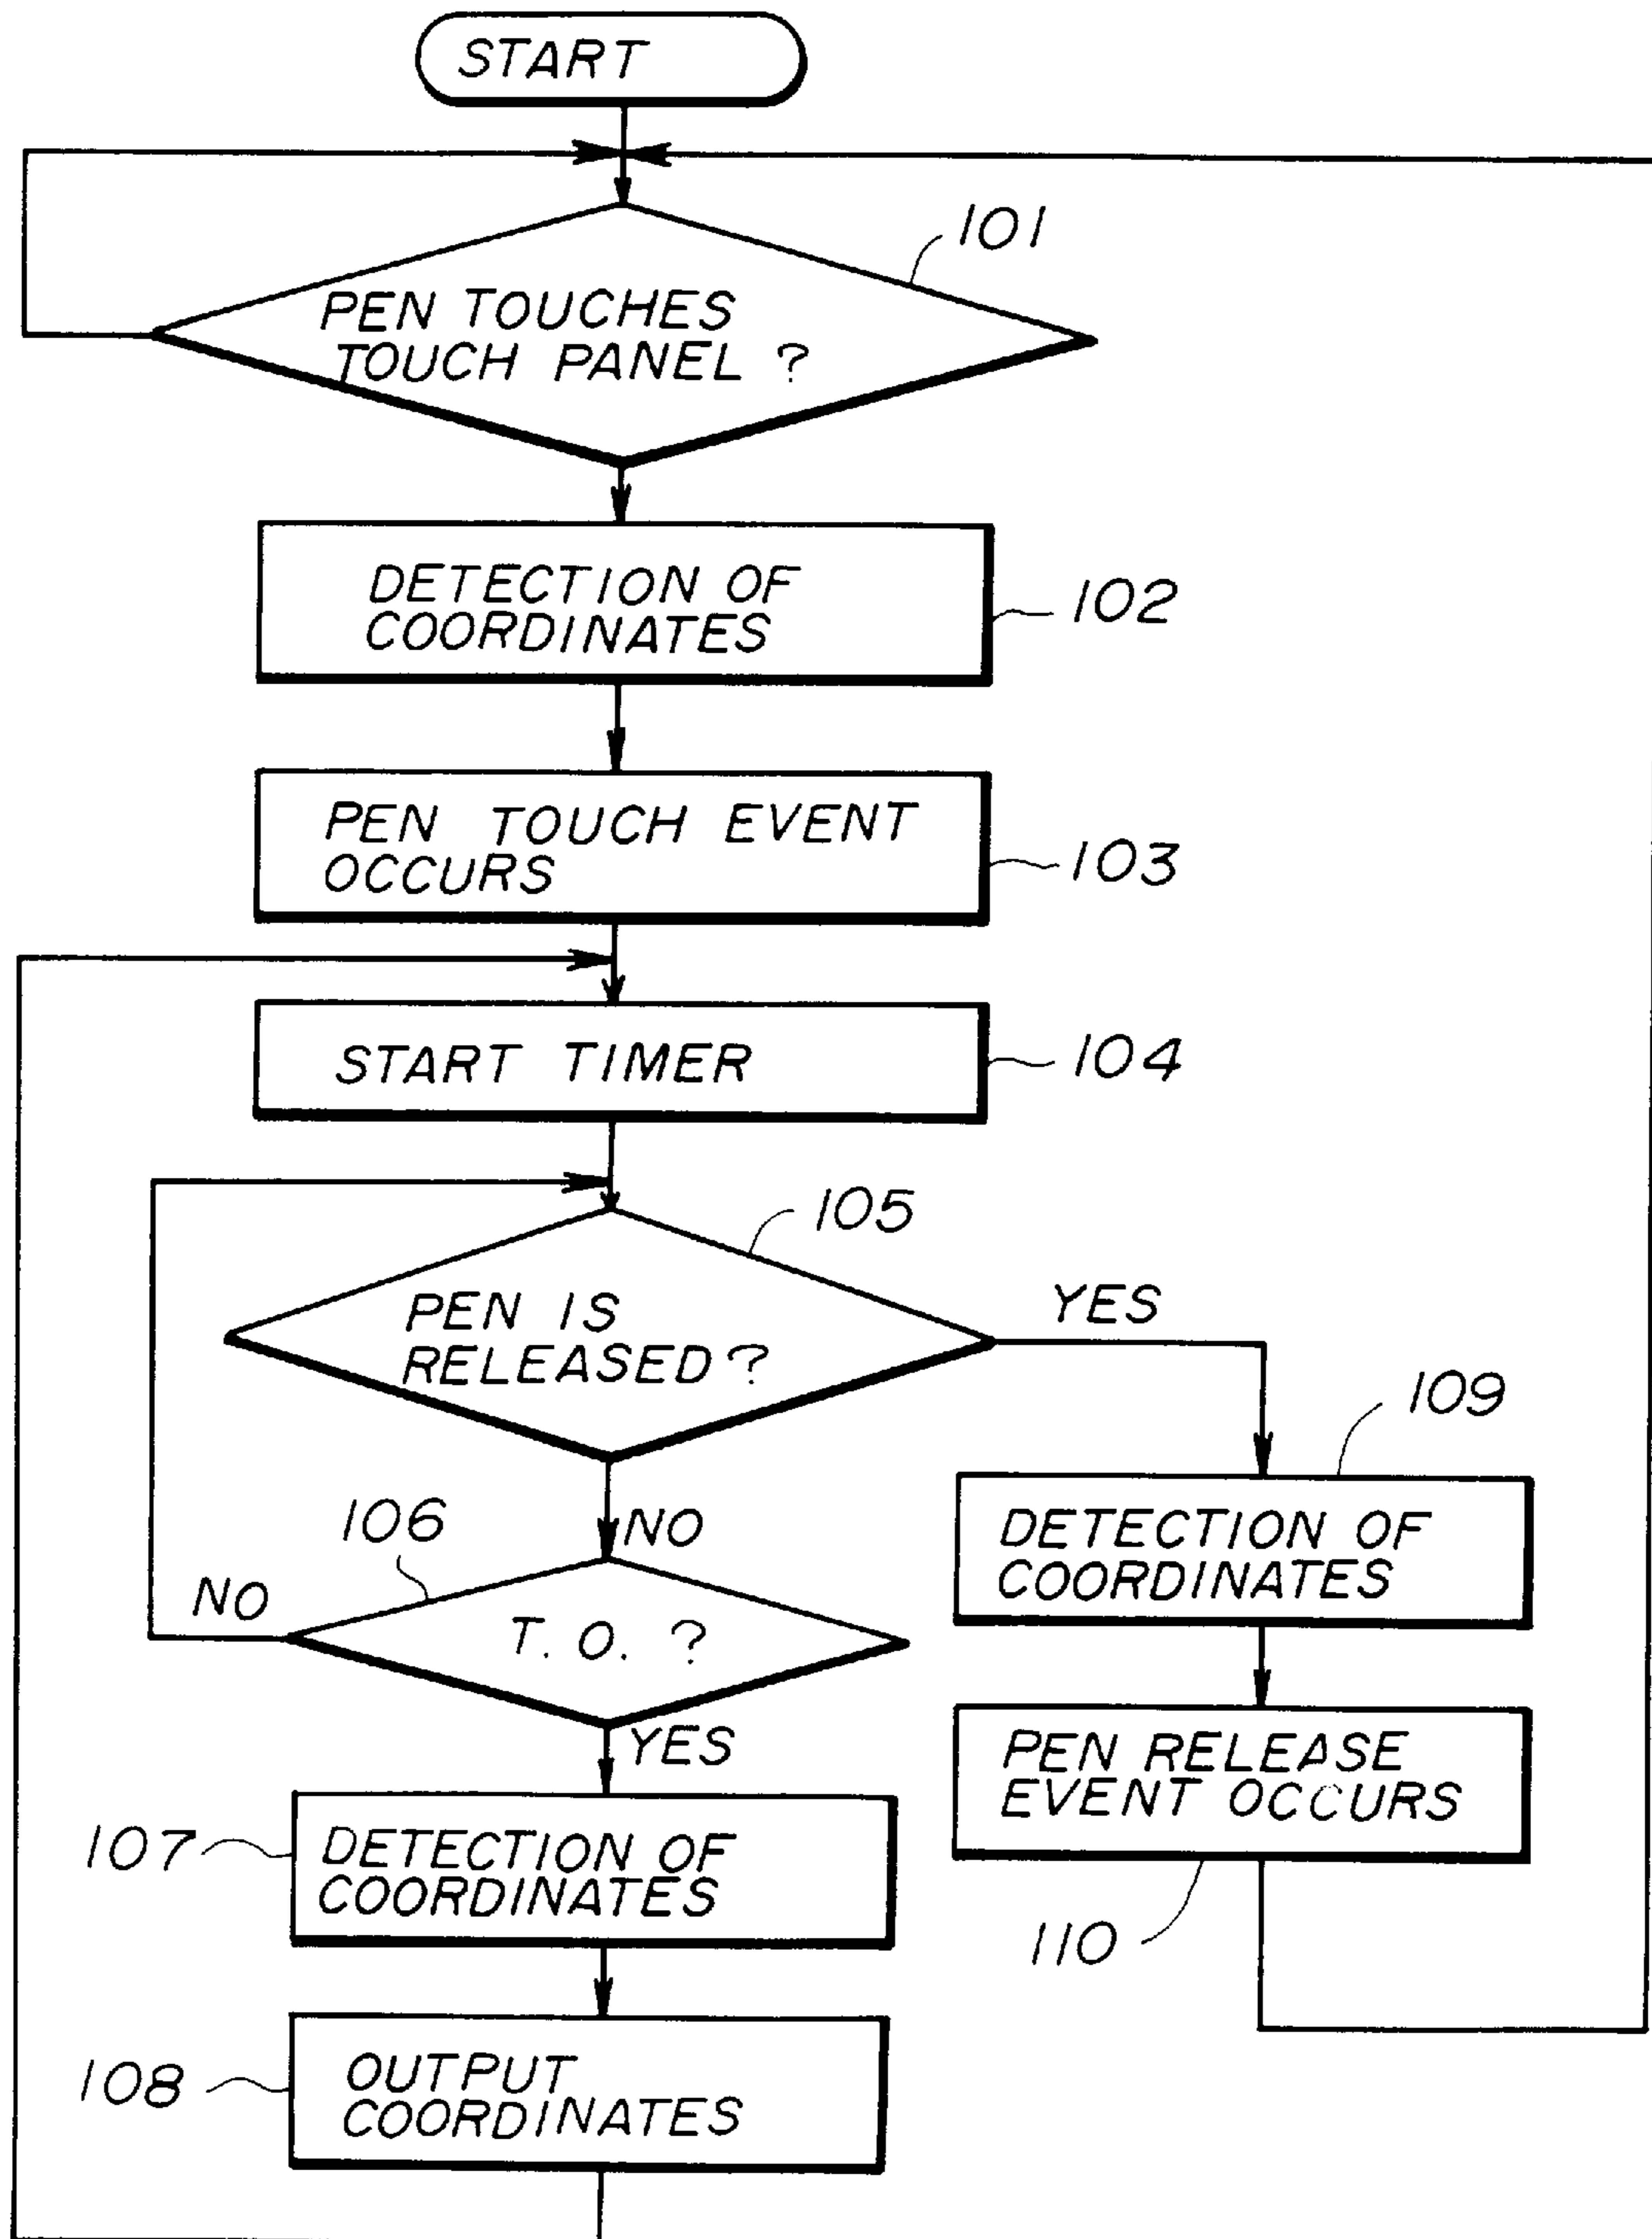 START
101
PEN TOUCHES
TOUCH PANEL ?
DETECTION OF
COORDINATES
102
PEN TOUCH EVENT
OCCURS
103
START TIMER
104
105
PEN IS
RELEASED ?
YES
109
NO
106
DETECTION OF
COORDINATES
NO
T. O. ?
YES
PEN RELEASE
EVENT OCCURS
107
DETECTION OF
COORDINATES
110
108
OUTPUT
COORDINATES